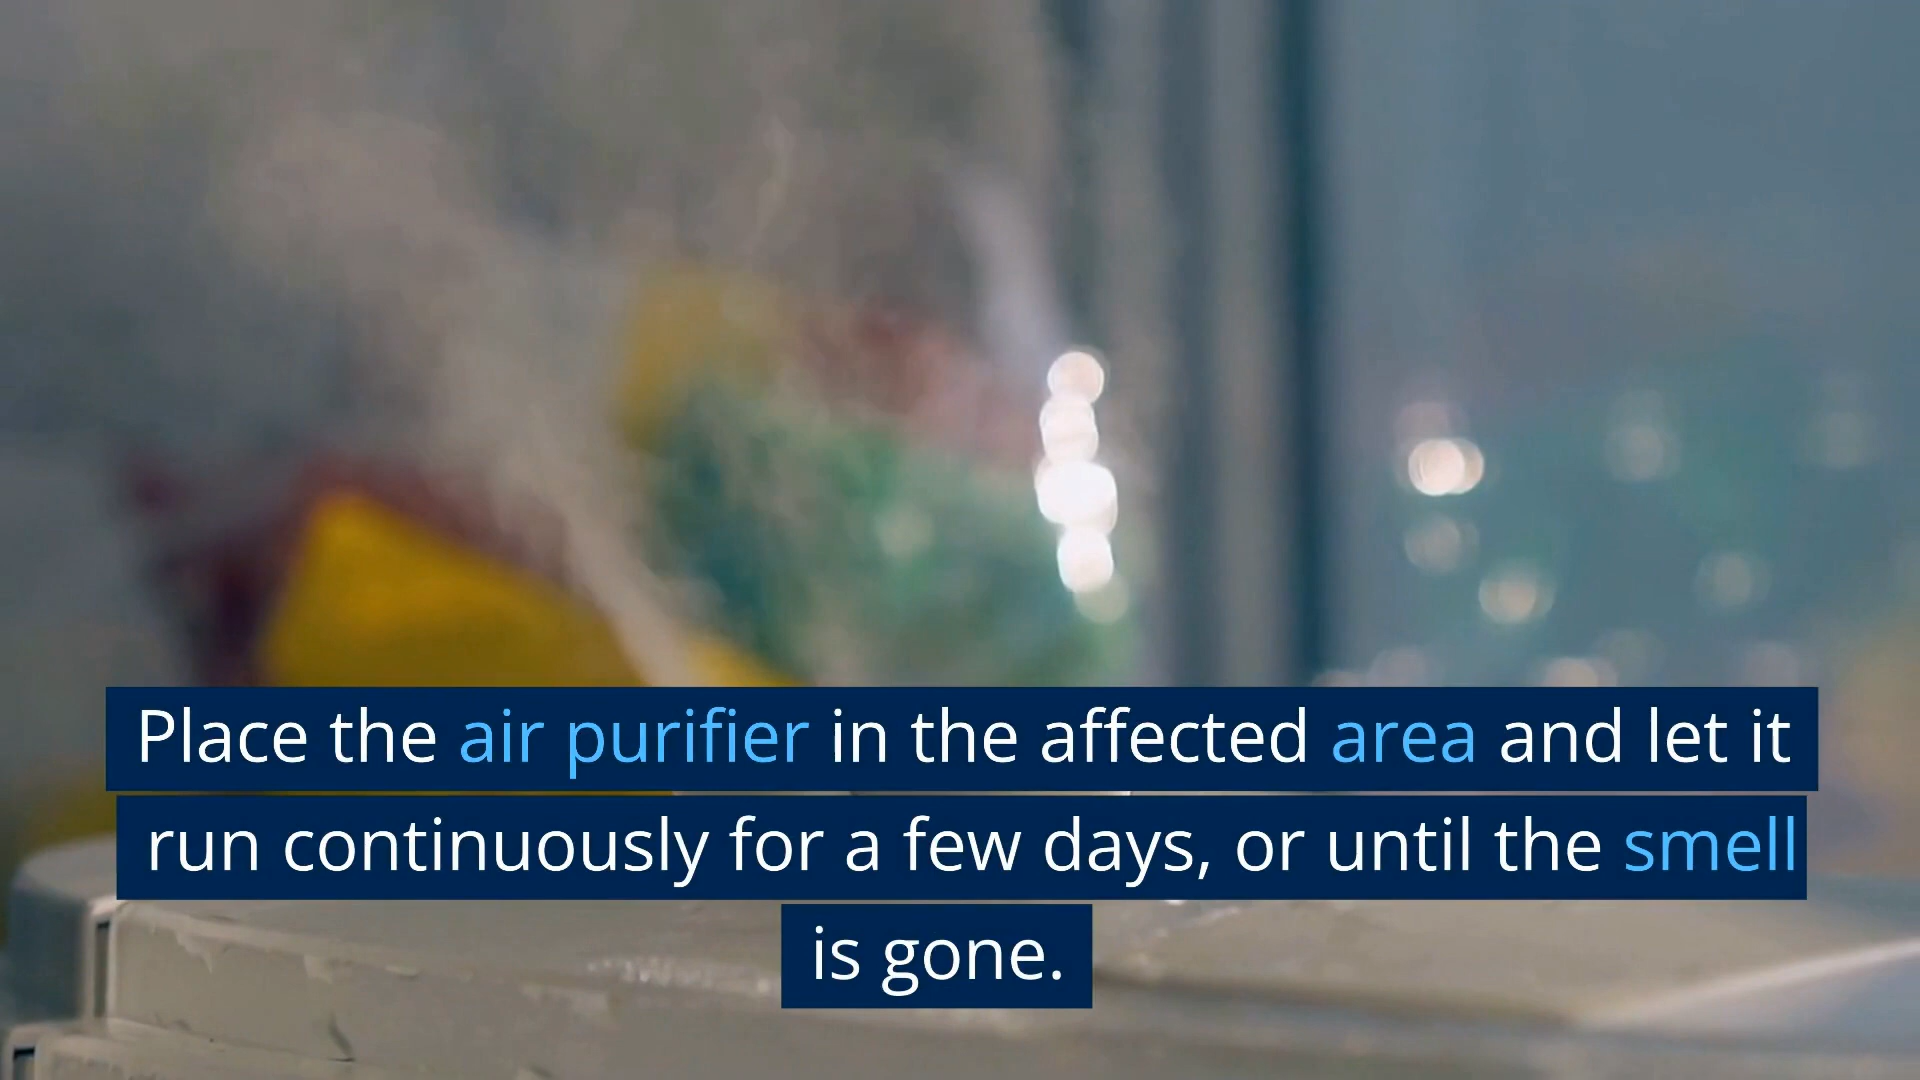 Place the air purifier in the affected area and let it
run continuously for a few days, or until the smell
is gone.